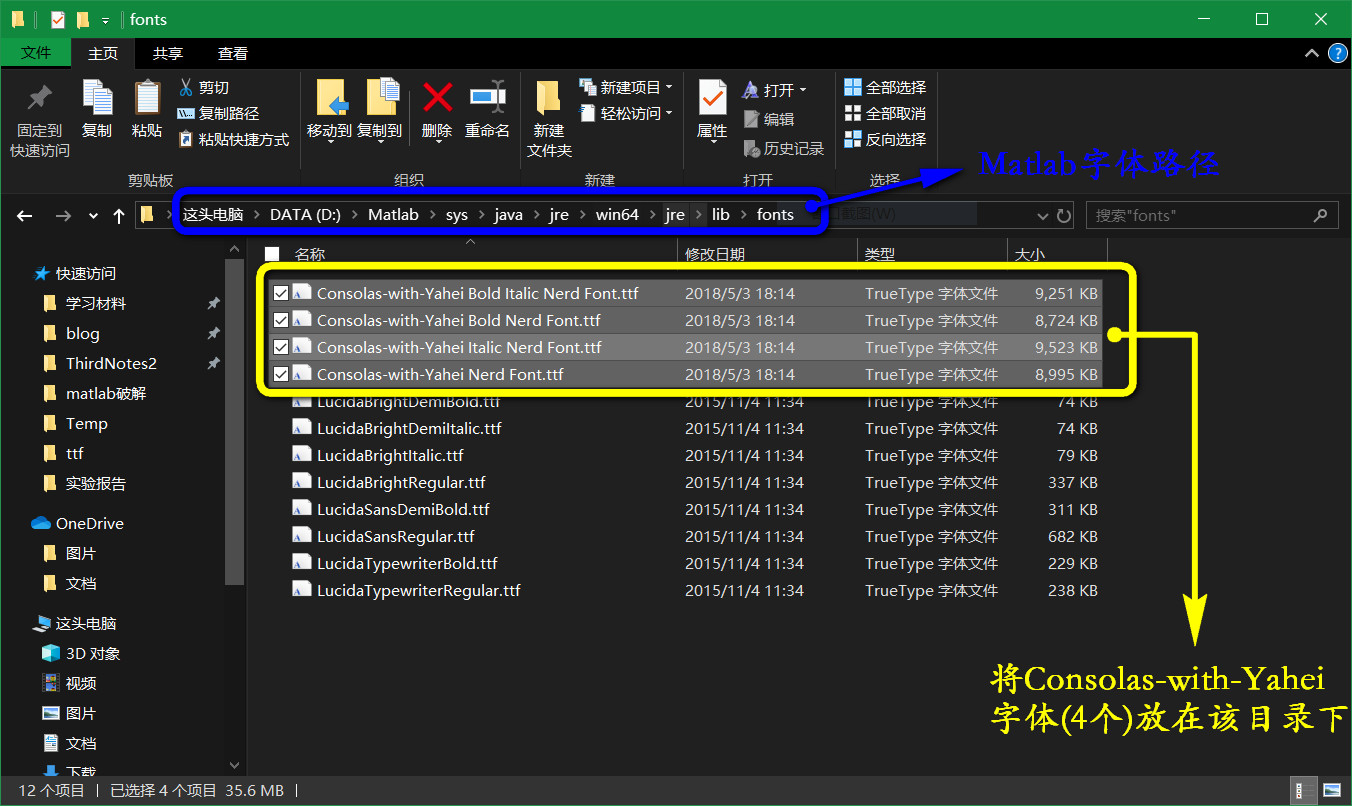 fonts
文件 主页 共享 查看
固定到
快速访问
复制
粘贴
剪切
复制路径
粘贴快捷方式
剪贴板
移动到
复制到
删除
重命名
组织
新建
文件夹
新建项目
轻松访问
新建
属性
打开
编辑
历史记录
打开
全部选择
全部取消
反向选择
选择
Matlab字体路径
这头电脑 > DATA (D:) > Matlab > sys > java > jre > win64 > jre > lib > fonts
搜索"fonts"
名称 修改日期 类型 大小
Consolas-with-Yahei Bold Italic Nerd Font.ttf 2018/5/3 18:14 TrueType 字体文件 9,251 KB
Consolas-with-Yahei Bold Nerd Font.ttf 2018/5/3 18:14 TrueType 字体文件 8,724 KB
Consolas-with-Yahei Italic Nerd Font.ttf 2018/5/3 18:14 TrueType 字体文件 9,523 KB
Consolas-with-Yahei Nerd Font.ttf 2018/5/3 18:14 TrueType 字体文件 8,995 KB
LucidaBrightDemiBold.ttf 2015/11/4 11:34 TrueType 字体文件 74 KB
LucidaBrightDemiItalic.ttf 2015/11/4 11:34 TrueType 字体文件 74 KB
LucidaBrightItalic.ttf 2015/11/4 11:34 TrueType 字体文件 79 KB
LucidaBrightRegular.ttf 2015/11/4 11:34 TrueType 字体文件 337 KB
LucidaSansDemiBold.ttf 2015/11/4 11:34 TrueType 字体文件 311 KB
LucidaSansRegular.ttf 2015/11/4 11:34 TrueType 字体文件 682 KB
LucidaTypewriterBold.ttf 2015/11/4 11:34 TrueType 字体文件 229 KB
LucidaTypewriterRegular.ttf 2015/11/4 11:34 TrueType 字体文件 238 KB
快速访问
学习材料
blog
ThirdNotes2
matlab破解
Temp
ttf
实验报告
OneDrive
图片
文档
这头电脑
3D 对象
视频
图片
文档
下载
将Consolas-with-Yahei
字体(4个)放在该目录下
12 个项目 已选择 4 个项目 35.6 MB